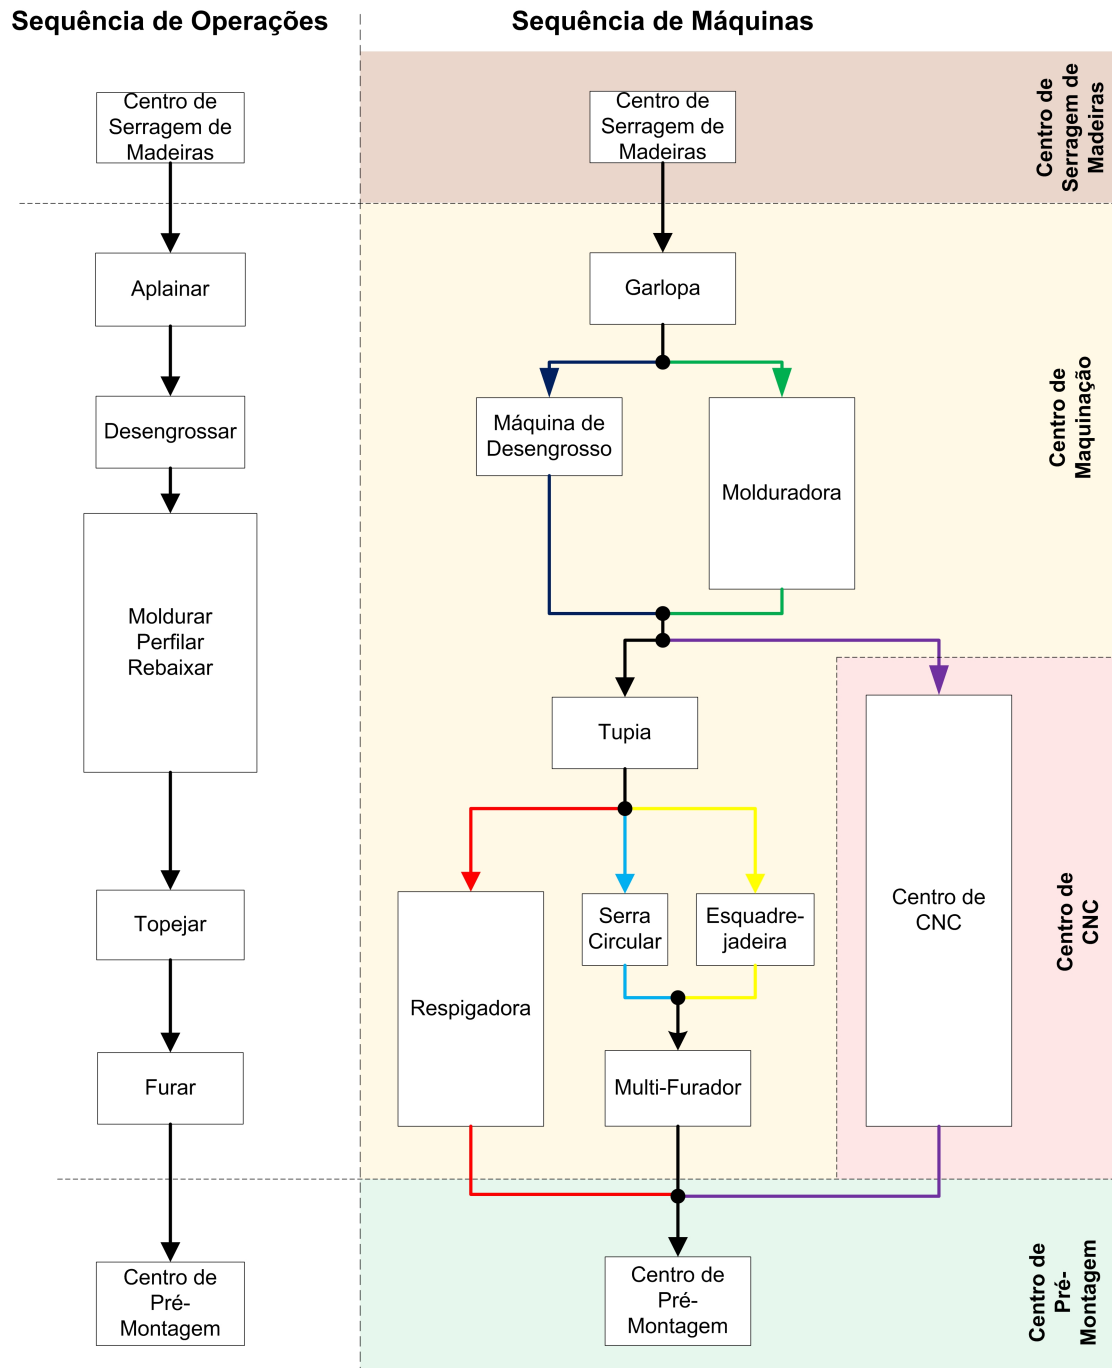 Sequência de Operações
Centro de
Serragem de
Madeiras
Aplainar
Desengrossar
Moldurar
Perfilar
Rebaixar
Topejar
Furar
Centro de
Pré-
Montagem
Sequência de Máquinas
Centro de
Serragem de
Madeiras
Centro de
Serragem de
Madeiras
Garlopa
Máquina de
Desengrosso
Molduradora
Centro de
Maquinação
Tupia
Respigadora
Serra
Circular
Esquadre-
jadeira
Multi-Furador
Centro de
CNC
Centro de
CNC
Centro de
Pré-
Montagem
Centro de
Pré-
Montagem